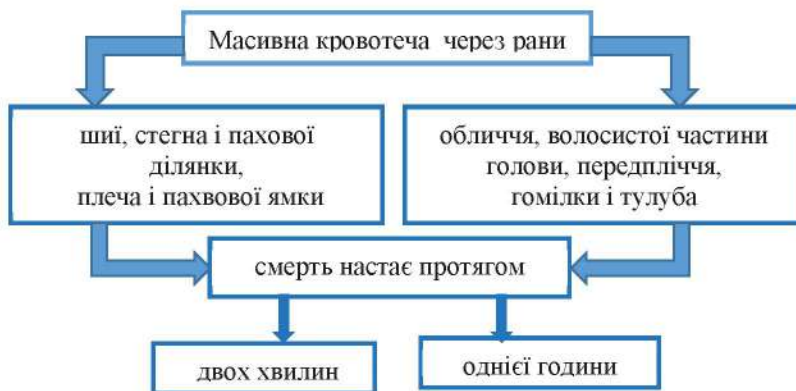 Масивна кровотеча через рани
шиї, стегна і пахової
ділянки,
плеча і пахвової ямки
обличчя, волосистої частини
голови, передпліччя,
гомілки і тулуба
смерть настає протягом
двох хвилин
однієї години